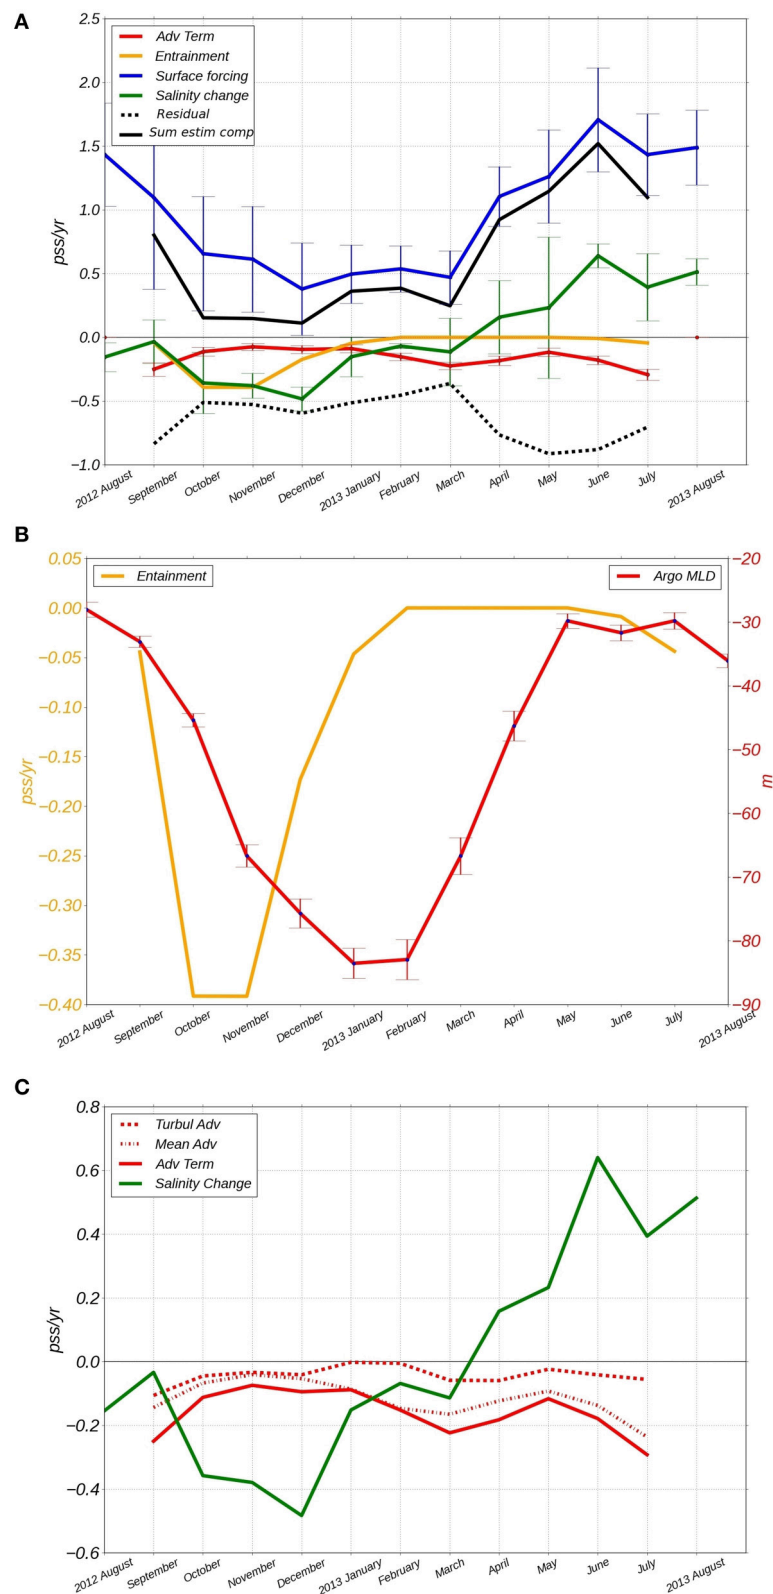 A
2.5
2.0
1.5
1.0
0.5
0.0
−0.5
−1.0
pss/yr
Adv Term
Entrainment
Surface forcing
Salinity change
Residual
Sum estim comp
2012 August
September
October
November
December
2013 January
February
March
April
May
June
July
2013 August
B
0.05
0.00
−0.05
−0.10
−0.15
−0.20
−0.25
−0.30
−0.35
−0.40
pss/yr
Entainment
Argo MLD
−20
−30
−40
−50
−60
−70
−80
−90
m
2012 August
September
October
November
December
2013 January
February
March
April
May
June
July
2013 August
C
0.8
0.6
0.4
0.2
0.0
−0.2
−0.4
−0.6
pss/yr
Turbul Adv
Mean Adv
Adv Term
Salinity Change
2012 August
September
October
November
December
2013 January
February
March
April
May
June
July
2013 August